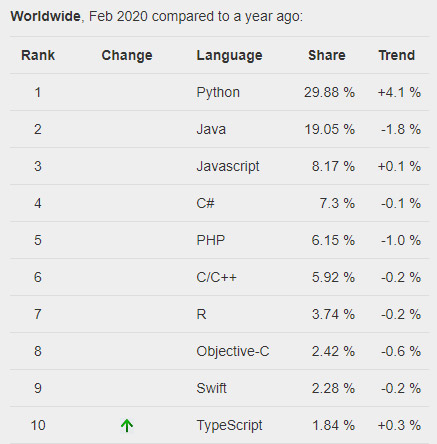 Worldwide, Feb 2020 compared to a year ago:
Rank Change Language Share Trend
1 Python 29.88 % +4.1 %
2 Java 19.05 % -1.8 %
3 Javascript 8.17 % +0.1 %
4 C# 7.3 % -0.1 %
5 PHP 6.15 % -1.0 %
6 C/C++ 5.92 % -0.2 %
7 R 3.74 % -0.2 %
8 Objective-C 2.42 % -0.6 %
9 Swift 2.28 % -0.2 %
10 TypeScript 1.84 % +0.3 %